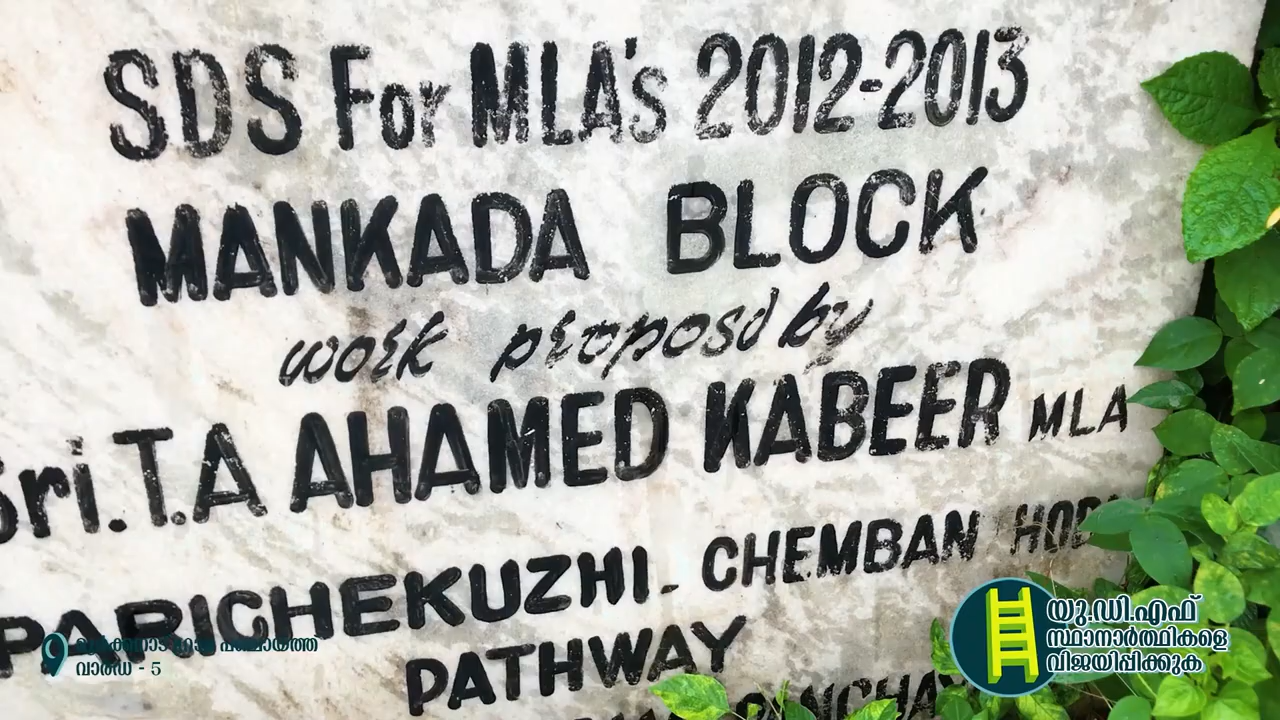 SDS For MLA's 2012-2013
MANKADA BLOCK
work proposd by
Sri.T.A AHAMED KABEER MLA
PARICHEKUZHI - CHEMBAN
PATHWAY
വാർഡ് - 5
യു.ഡി.എഫ്
സ്ഥാനാർത്ഥികളെ
വിജയിപ്പിക്കുക